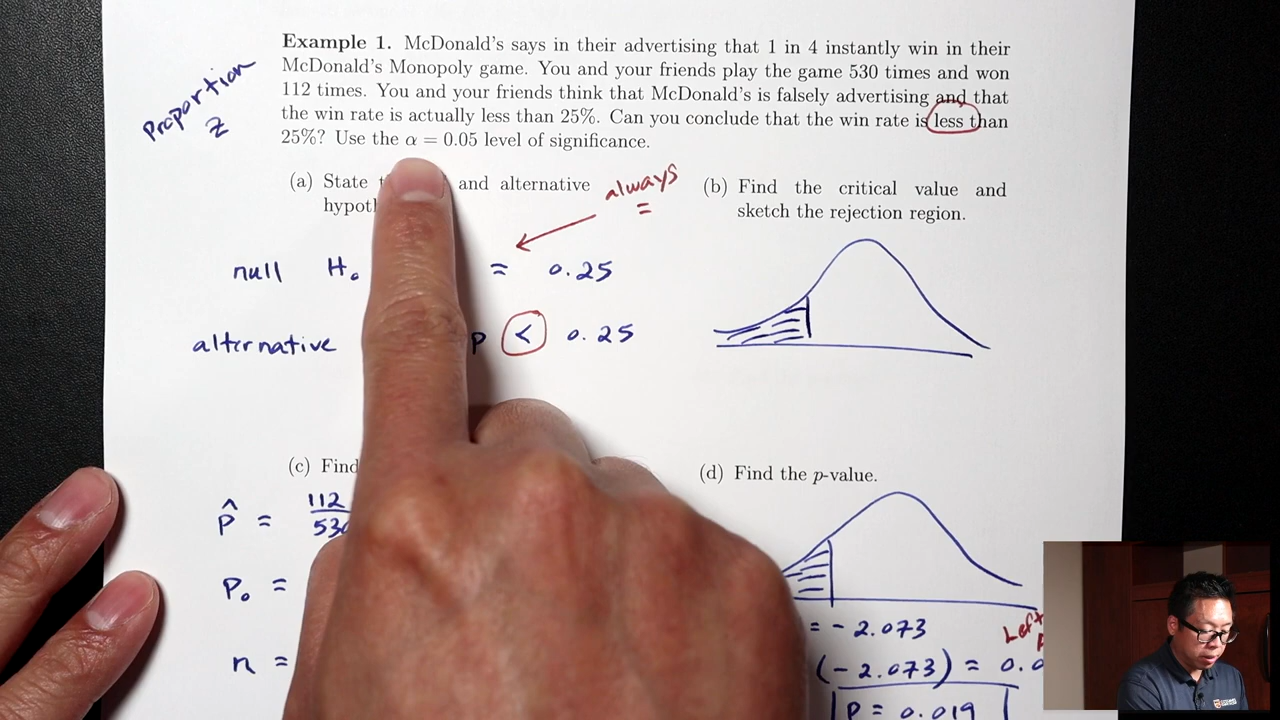 Example 1. McDonald's says in their advertising that 1 in 4 instantly win in their
McDonald's Monopoly game. You and your friends play the game 530 times and won
112 times. You and your friends think that McDonald's is falsely advertising and that
the win rate is actually less than 25%. Can you conclude that the win rate is less than
25%? Use the α = 0.05 level of significance.
Proportion
Z
(a) State and alternative
always
=
null H₀ = 0.25
alternative p < 0.25
(b) Find the critical value and
sketch the rejection region.
(c) Find
p̂ = 112
P₀ =
n =
(d) Find the p-value.
= -2.073
Left
(-2.073) = 0.0
P = 0.019